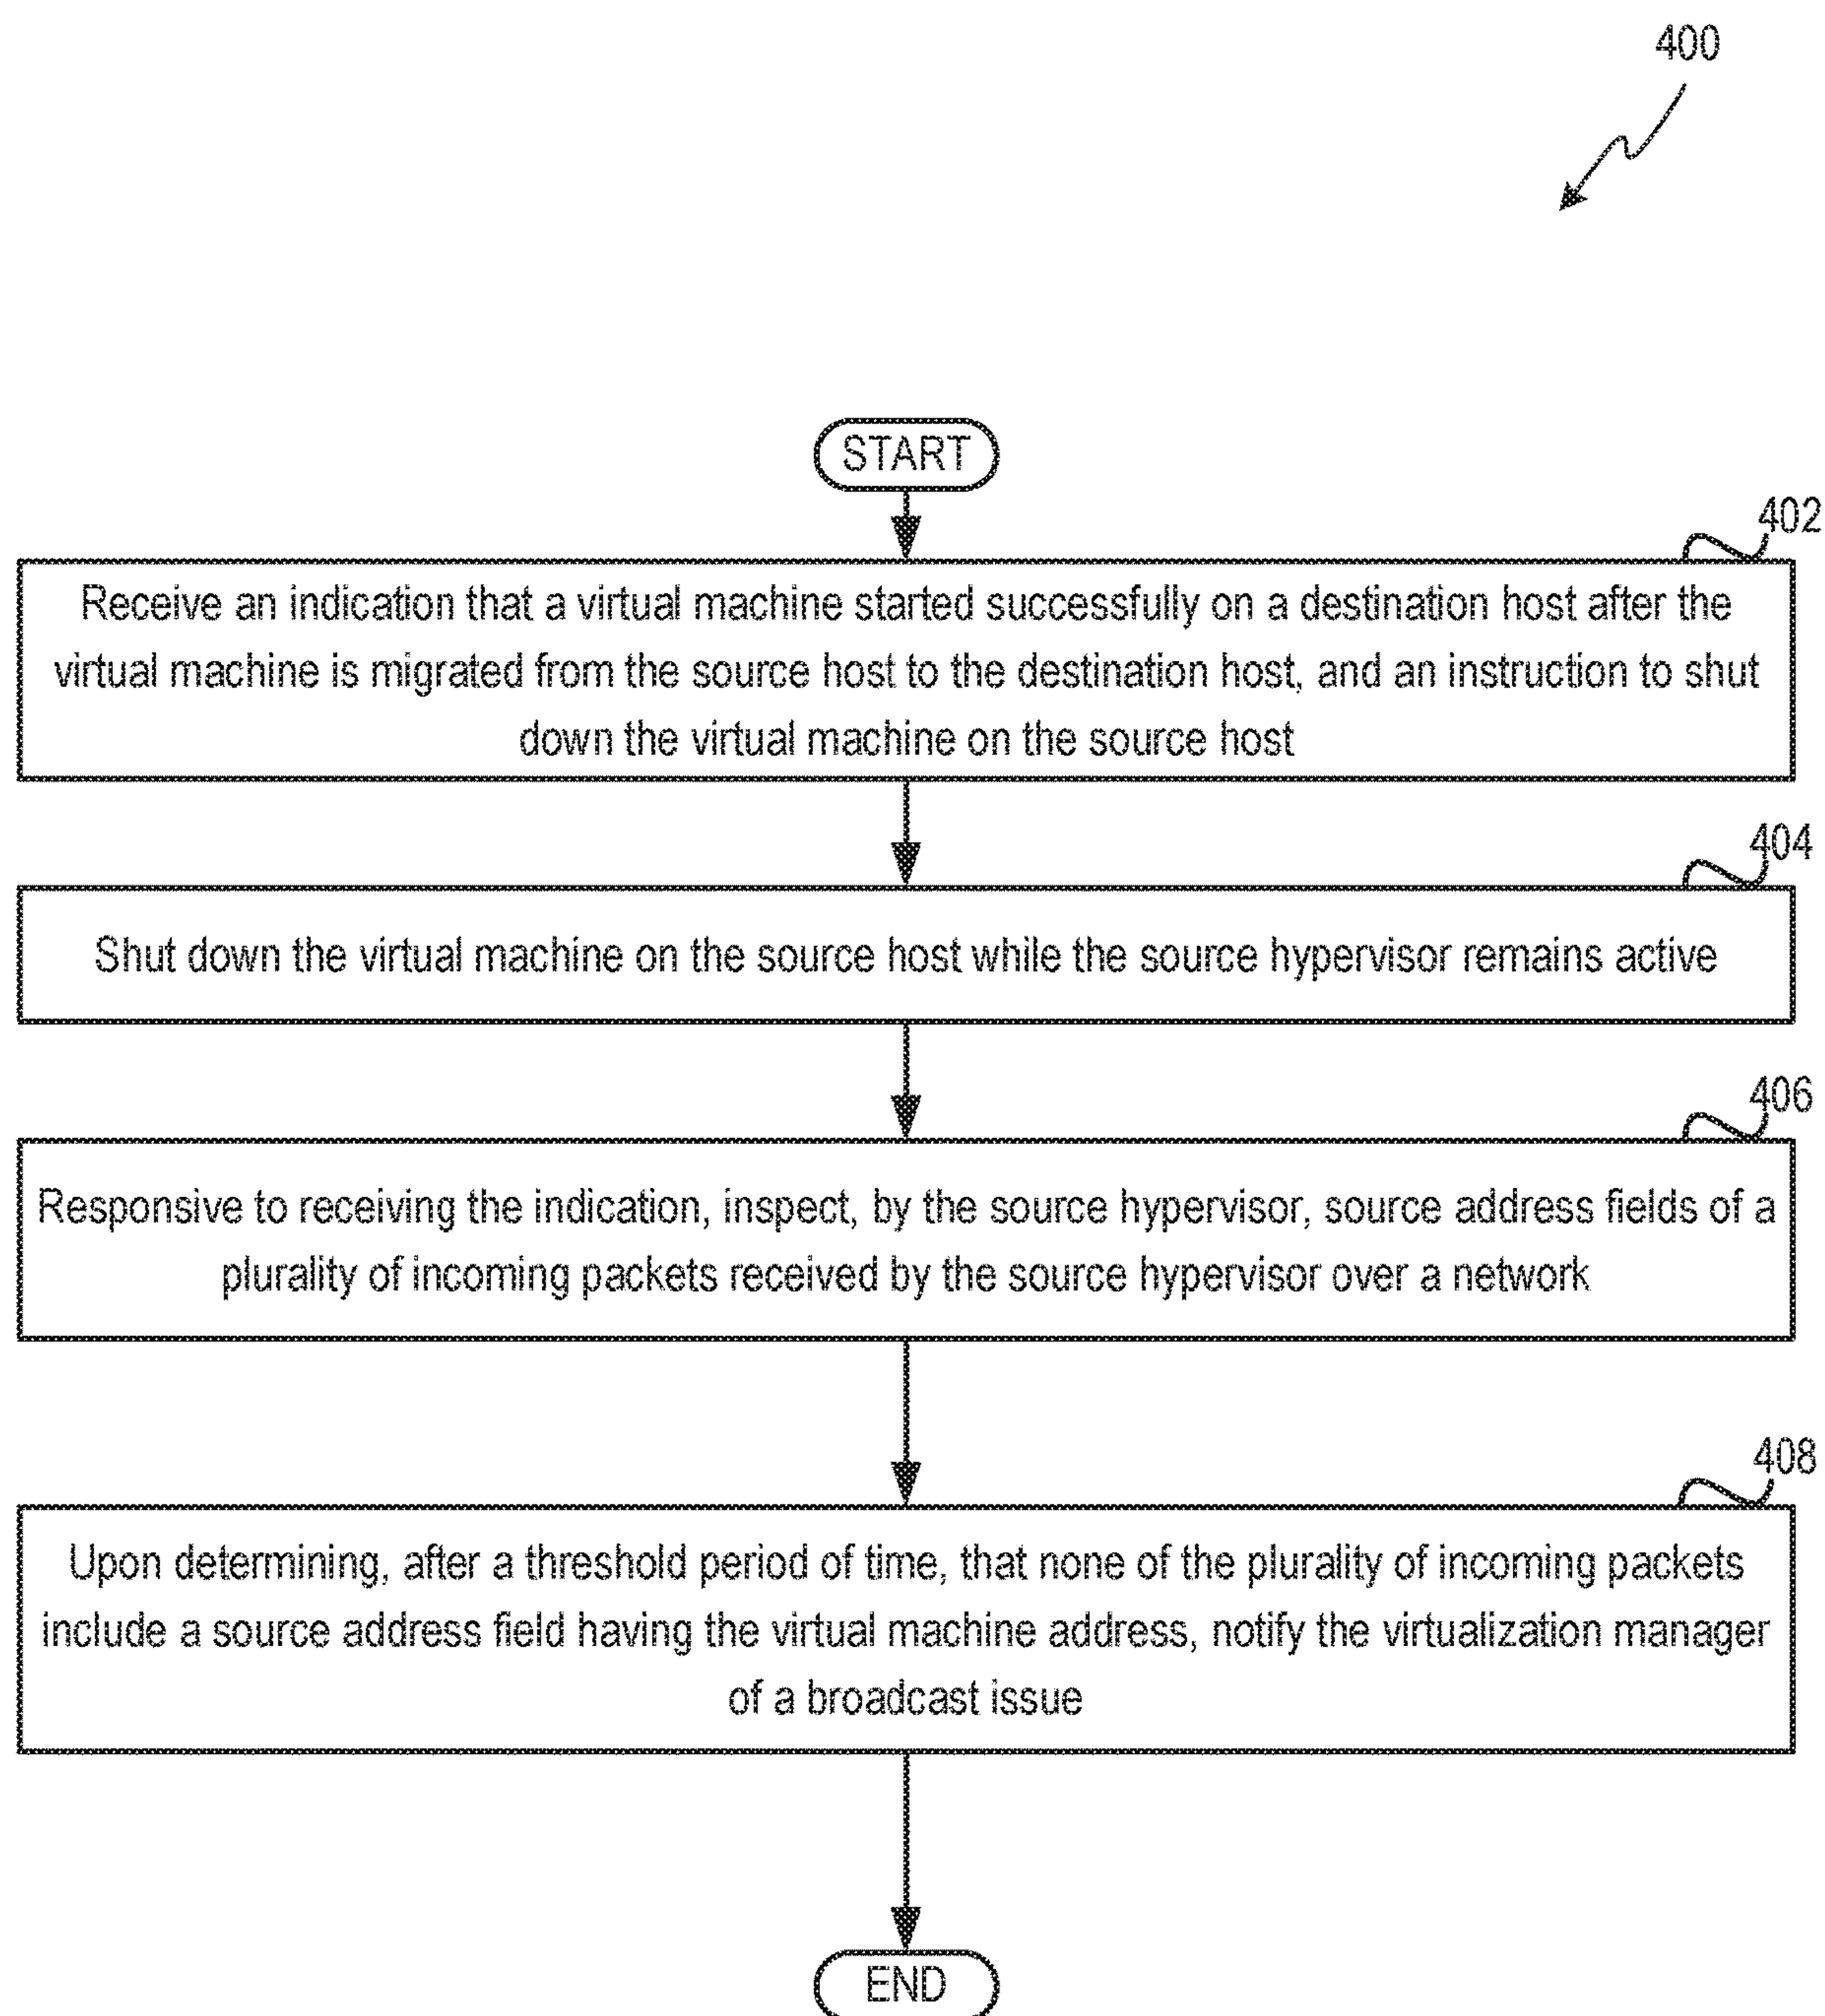 400
START
402
Receive an indication that a virtual machine started successfully on a destination host after the
virtual machine is migrated from the source host to the destination host, and an instruction to shut
down the virtual machine on the source host
404
Shut down the virtual machine on the source host while the source hypervisor remains active
406
Responsive to receiving the indication, inspect, by the source hypervisor, source address fields of a
plurality of incoming packets received by the source hypervisor over a network
408
Upon determining, after a threshold period of time, that none of the plurality of incoming packets
include a source address field having the virtual machine address, notify the virtualization manager
of a broadcast issue
END